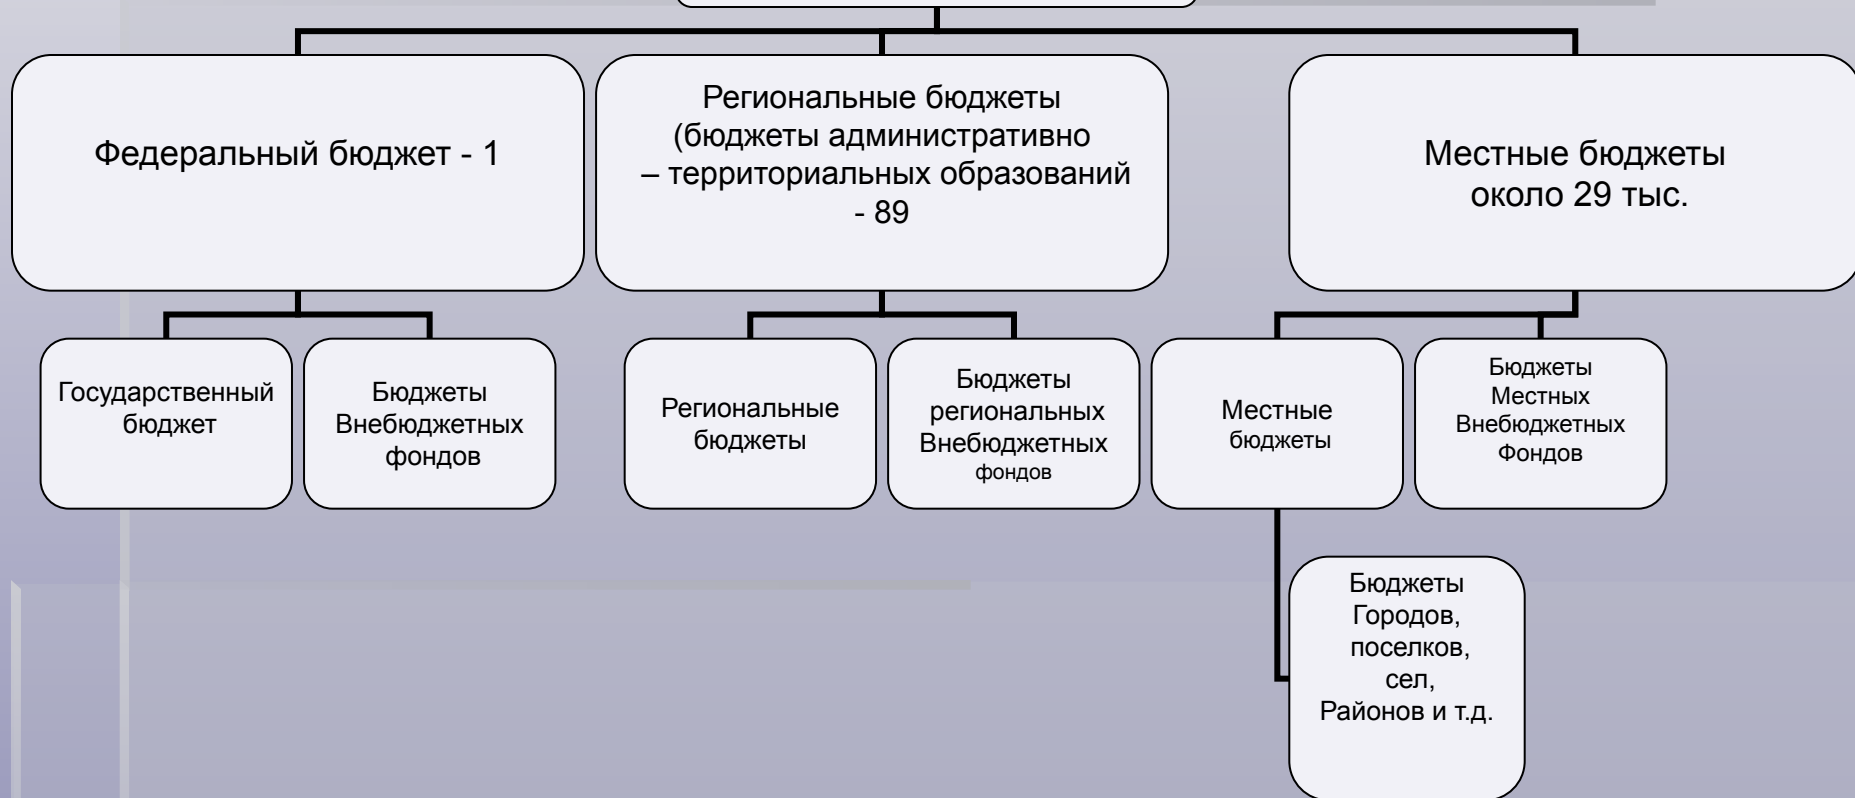 Федеральный бюджет - 1
Региональные бюджеты
(бюджеты административно
– территориальных образований
- 89
Местные бюджеты
около 29 тыс.
Государственный
бюджет
Бюджеты
Внебюджетных
фондов
Региональные
бюджеты
Бюджеты
региональных
Внебюджетных
фондов
Местные
бюджеты
Бюджеты
Местных
Внебюджетных
Фондов
Бюджеты
Городов,
поселков,
сел,
Районов и т.д.